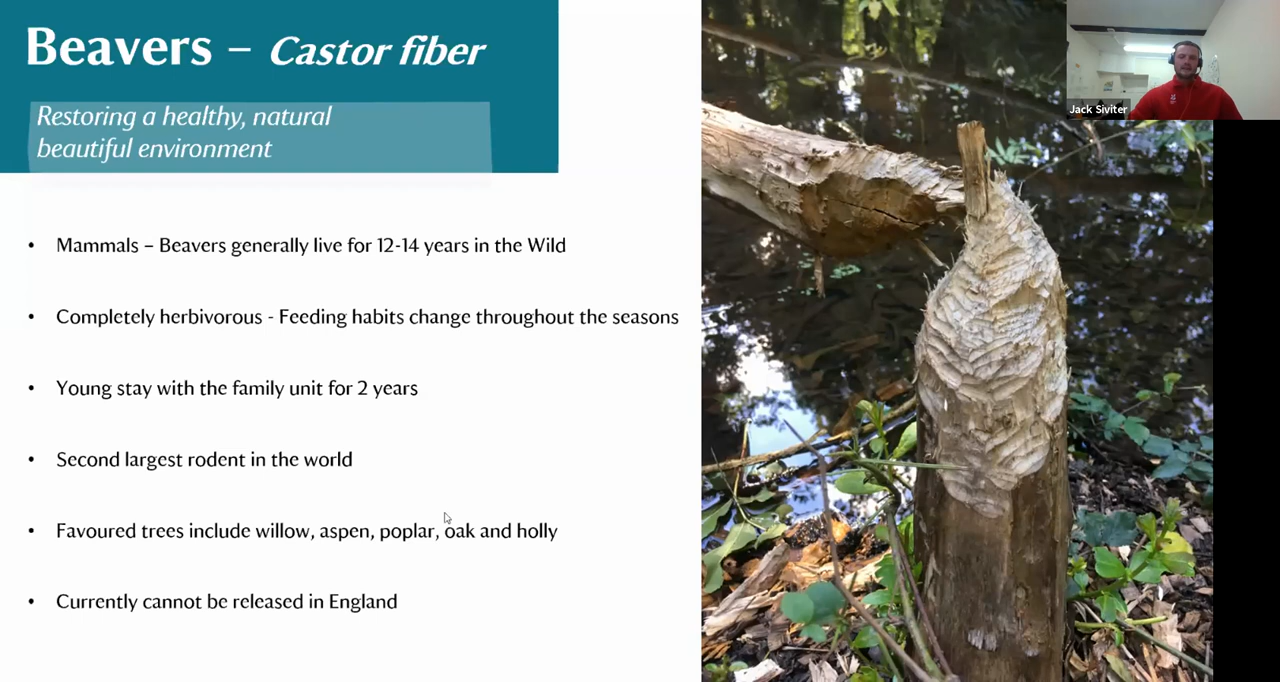 Beavers – Castor fiber
Restoring a healthy, natural
beautiful environment
• Mammals – Beavers generally live for 12-14 years in the Wild
• Completely herbivorous - Feeding habits change throughout the seasons
• Young stay with the family unit for 2 years
• Second largest rodent in the world
• Favoured trees include willow, aspen, poplar, oak and holly
• Currently cannot be released in England
Jack Siviter